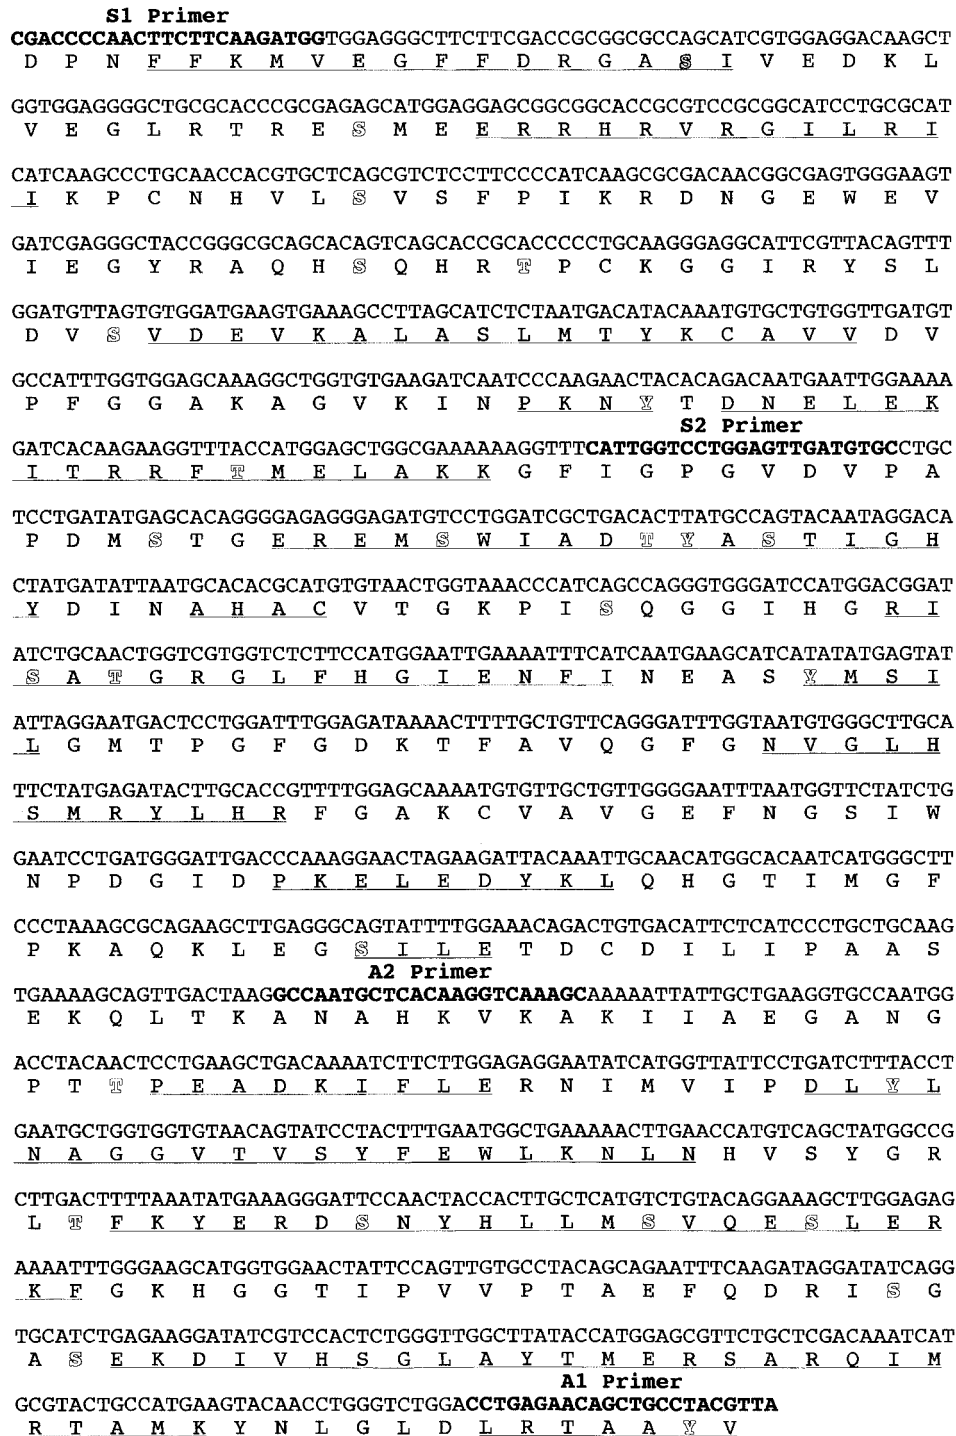 S1 Primer
CGACCCCAACTTCTTCAAGATGGTGGAGGGCTTCTTCGACCGCGGCGCCAGCATCGTGGAGGACAAGCT
D P N F F K M V E G F F D R G A S I V E D K L
GGTGGAGGGGCTGCGCACCCGCGAGAGCATGGAGGAGCGGCGGCACCGCGTCCGCGGCATCCTGCGCAT
V E G L R T R E S M E E R R H R V R G I L R I
CATCAAGCCCTGCAACCACGTGCTCAGCGTCTCCTTCCCCATCAAGCGCGACAACGGCGAGTGGGAAGT
I K P C N H V L S V S F P I K R D N G E W E V
GATCGAGGGCTACCGGGCGCAGCACAGTCAGCACCGCACCCCCTGCAAGGGAGGCATTCGTTACAGTTT
I E G Y R A Q H S Q H R T P C K G G I R Y S L
GGATGTTAGTGTGGATGAAGTGAAAGCCTTAGCATCTCTAATGACATACAAATGTGCTGTGGTTGATGT
D V S V D E V K A L A S L M T Y K C A V V D V
GCCATTTGGTGGAGCAAAGGCTGGTGTGAAGATCAATCCCAAGAACTACACAGACAATGAATTGGAAAA
P F G G A K A G V K I N P K N Y T D N E L E K
S2 Primer
GATCACAAGAAGGTTTACCATGGAGCTGGCGAAAAAAGGTTTCATTGGTCCTGGAGTTGATGTGCCTGC
I T R R F T M E L A K K G F I G P G V D V P A
TCCTGATATGAGCACAGGGGAGAGGGAGATGTCCTGGATCGCTGACACTTATGCCAGTACAATAGGACA
P D M S T G E R E M S W I A D T Y A S T I G H
CTATGATATTAATGCACACGCATGTGTAACTGGTAAACCCATCAGCCAGGGTGGGATCCATGGACGGAT
Y D I N A H A C V T G K P I S Q G G I H G R I
ATCTGCAACTGGTCGTGGTCTCTTCCATGGAATTGAAAATTTCATCAATGAAGCATCATATATGAGTAT
S A T G R G L F H G I E N F I N E A S Y M S I
ATTAGGAATGACTCCTGGATTTGGAGATAAAACTTTTGCTGTTCAGGGATTTGGTAATGTGGGCTTGCA
L G M T P G F G D K T F A V Q G F G N V G L H
TTCTATGAGATACTTGCACCGTTTTGGAGCAAAATGTGTTGCTGTTGGGGAATTTAATGGTTCTATCTG
S M R Y L H R F G A K C V A V G E F N G S I W
GAATCCTGATGGGATTGACCCAAAGGAACTAGAAGATTACAAATTGCAACATGGCACAATCATGGGCTT
N P D G I D P K E L E D Y K L Q H G T I M G F
CCCTAAAGCGCAGAAGCTTGAGGGCAGTATTTTGGAAACAGACTGTGACATTCTCATCCCTGCTGCAAG
P K A Q K L E G S I L E T D C D I L I P A A S
A2 Primer
TGAAAAGCAGTTGACTAAGGCCAATGCTCACAAGGTCAAAGCAAAAATTATTGCTGAAGGTGCCAATGG
E K Q L T K A N A H K V K A K I I A E G A N G
ACCTACAACTCCTGAAGCTGACAAAATCTTCTTGGAGAGGAATATCATGGTTATTCCTGATCTTTACCT
P T T P E A D K I F L E R N I M V I P D L Y L
GAATGCTGGTGGTGTAACAGTATCCTACTTTGAATGGCTGAAAAACTTGAACCATGTCAGCTATGGCCG
N A G G V T V S Y F E W L K N L N H V S Y G R
CTTGACTTTTAAATATGAAAGGGATTCCAACTACCACTTGCTCATGTCTGTACAGGAAAGCTTGGAGAG
L T F K Y E R D S N Y H L L M S V Q E S L E R
AAAATTTGGGAAGCATGGTGGAACTATTCCAGTTGTGCCTACAGCAGAATTTCAAGATAGGATATCAGG
K F G K H G G T I P V V P T A E F Q D R I S G
TGCATCTGAGAAGGATATCGTCCACTCTGGGTTGGCTTATACCATGGAGCGTTCTGCTCGACAAATCAT
A S E K D I V H S G L A Y T M E R S A R Q I M
A1 Primer
GCGTACTGCCATGAAGTACAACCTGGGTCTGGACCTGAGAACAGCTGCCTACGTTA
R T A M K Y N L G L D L R T A A Y V